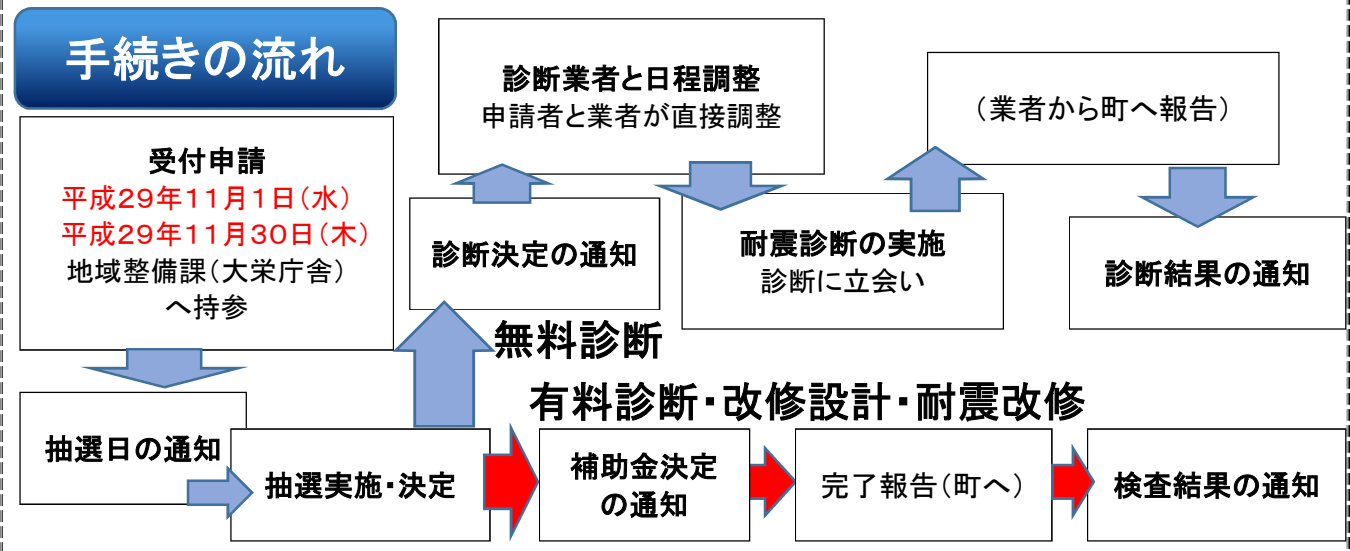 手続きの流れ
受付申請
平成29年11月1日(水)
平成29年11月30日(木)
地域整備課(大栄庁舎)
へ持参
抽選日の通知
抽選実施・決定
無料診断
診断決定の通知
診断業者と日程調整
申請者と業者が直接調整
耐震診断の実施
診断に立会い
(業者から町へ報告)
診断結果の通知
有料診断・改修設計・耐震改修
補助金決定
の通知
完了報告(町へ)
検査結果の通知